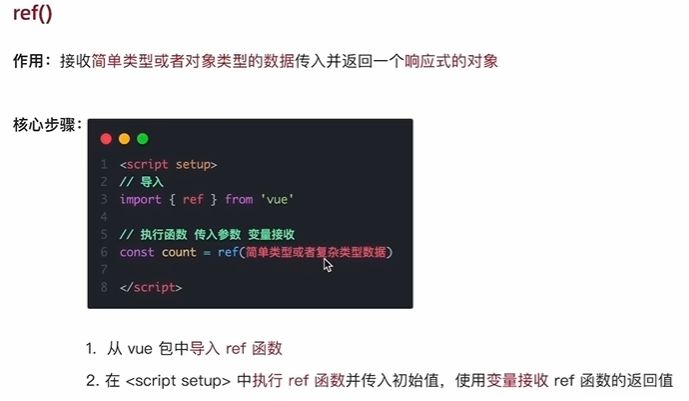 ref()
作用：接收简单类型或者对象类型的数据传入并返回一个响应式的对象
核心步骤：
1 <script setup>
2 // 导入
3 import { ref } from 'vue'
4
5 // 执行函数 传入参数 变量接收
6 const count = ref(简单类型或者复杂类型数据)
7
8 </script>
1. 从 vue 包中导入 ref 函数
2. 在 <script setup> 中执行 ref 函数并传入初始值，使用变量接收 ref 函数的返回值